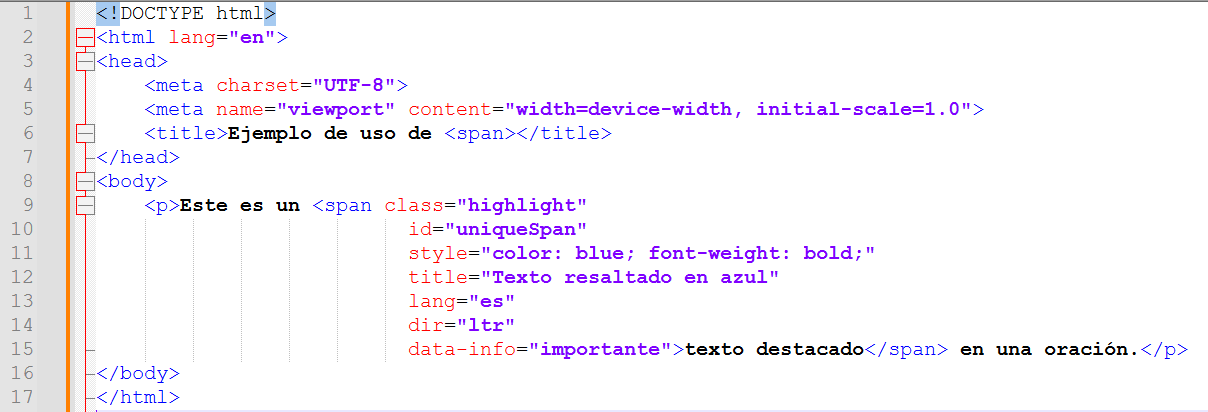 1 <!DOCTYPE html>
2 <html lang="en">
3 <head>
4     <meta charset="UTF-8">
5     <meta name="viewport" content="width=device-width, initial-scale=1.0">
6     <title>Ejemplo de uso de <span></title>
7 </head>
8 <body>
9     <p>Este es un <span class="highlight"
10                           id="uniqueSpan"
11                           style="color: blue; font-weight: bold;"
12                           title="Texto resaltado en azul"
13                           lang="es"
14                           dir="ltr"
15                           data-info="importante">texto destacado</span> en una oración.</p>
16 </body>
17 </html>